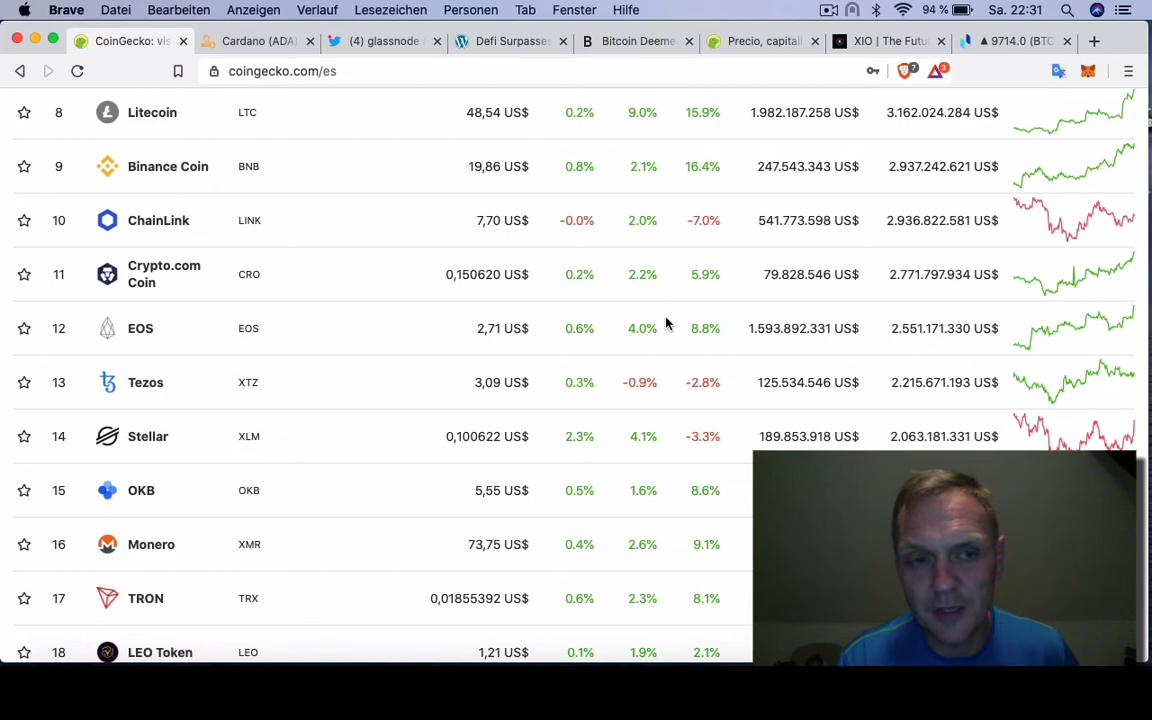 Brave Datei Bearbeiten Anzeigen Verlauf Lesezeichen Personen Tab Fenster Hilfe 94 % Sa. 22:31
CoinGecko: vis Cardano (ADA) (4) glassnode Defi Surpasses B Bitcoin Deeme Precio, capitali XIO | The Futu ▲ 9714.0 (BTC
coingecko.com/es 7 3
8 Litecoin LTC 48,54 US$ 0.2% 9.0% 15.9% 1.982.187.258 US$ 3.162.024.284 US$
9 Binance Coin BNB 19,86 US$ 0.8% 2.1% 16.4% 247.543.343 US$ 2.937.242.621 US$
10 ChainLink LINK 7,70 US$ -0.0% 2.0% -7.0% 541.773.598 US$ 2.936.822.581 US$
11 Crypto.com Coin CRO 0,150620 US$ 0.2% 2.2% 5.9% 79.828.546 US$ 2.771.797.934 US$
12 EOS EOS 2,71 US$ 0.6% 4.0% 8.8% 1.593.892.331 US$ 2.551.171.330 US$
13 Tezos XTZ 3,09 US$ 0.3% -0.9% -2.8% 125.534.546 US$ 2.215.671.193 US$
14 Stellar XLM 0,100622 US$ 2.3% 4.1% -3.3% 189.853.918 US$ 2.063.181.331 US$
15 OKB OKB 5,55 US$ 0.5% 1.6% 8.6%
16 Monero XMR 73,75 US$ 0.4% 2.6% 9.1%
17 TRON TRX 0,01855392 US$ 0.6% 2.3% 8.1%
18 LEO Token LEO 1,21 US$ 0.1% 1.9% 2.1%